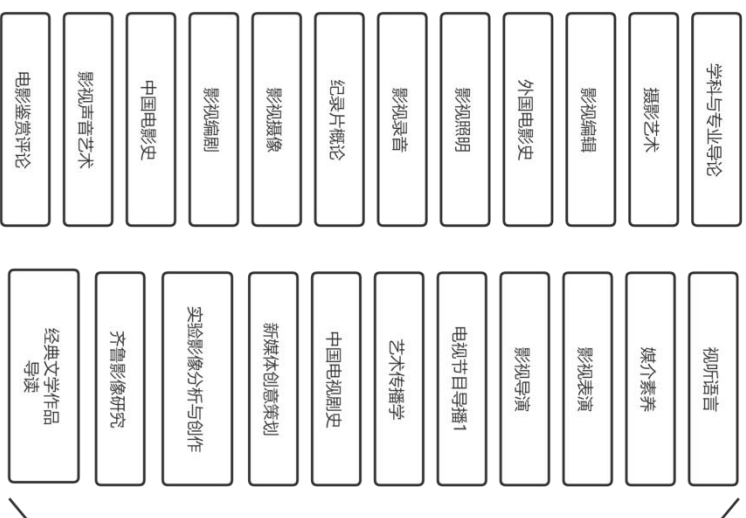 学科与专业导论
摄影艺术
影视编辑
外国电影史
影视照明
影视录音
纪录片概论
影视摄像
影视编剧
中国电影史
影视声音艺术
电影鉴赏评论
视听语言
媒介素养
影视表演
影视导演
电视节目导播1
艺术传播学
中国电视剧史
新媒体创意策划
实验影像分析与创作
齐鲁影像研究
经典文学作品
导读